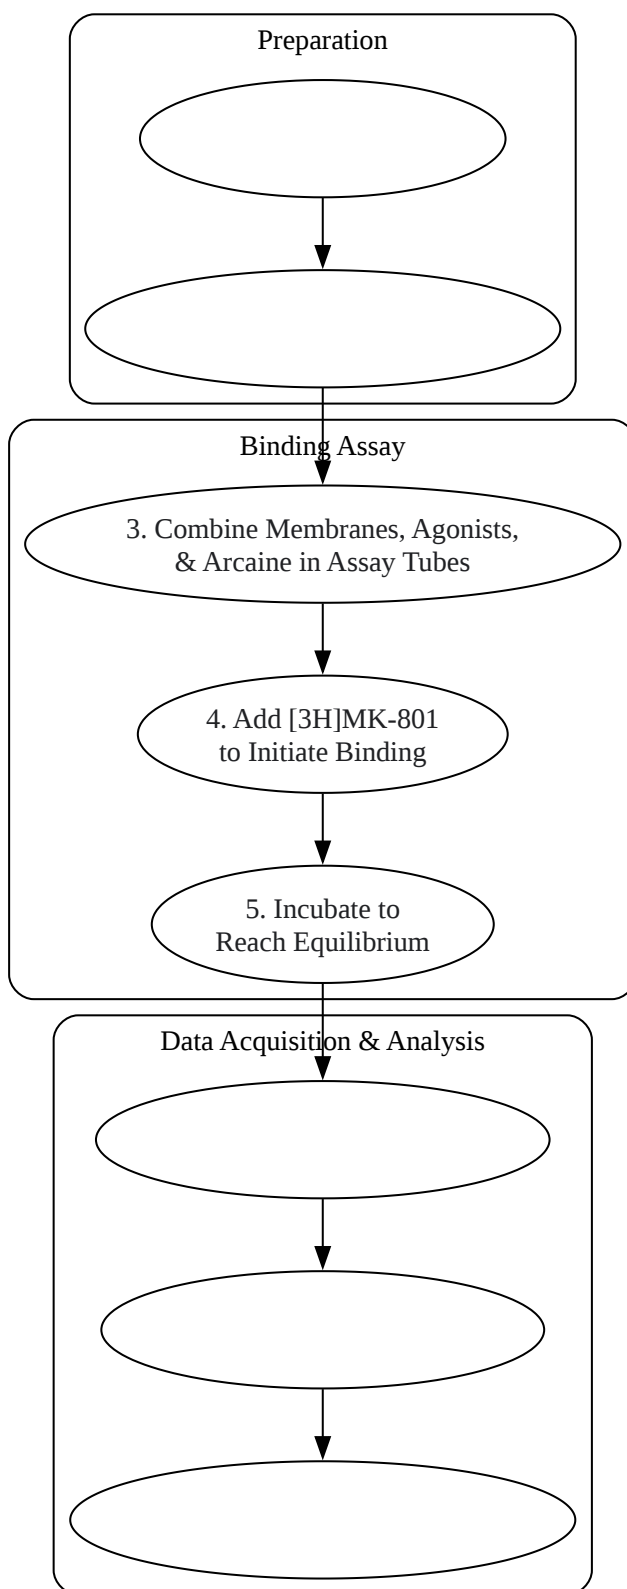 Preparation
Binding Assay
3. Combine Membranes, Agonists,
& Arcaine in Assay Tubes
4. Add [3H]MK-801
to Initiate Binding
5. Incubate to
Reach Equilibrium
Data Acquisition & Analysis